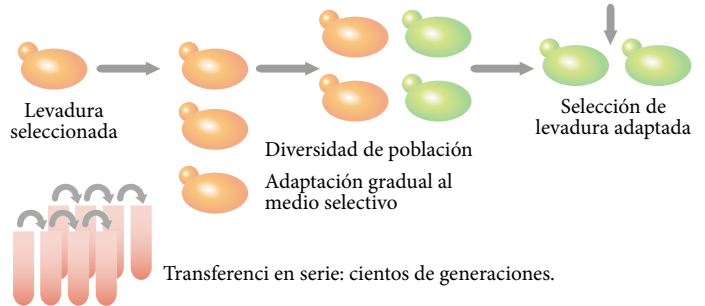 Levadura
seleccionada
Diversidad de población
Adaptación gradual al
medio selectivo
Selección de
levadura adaptada
Transferenci en serie: cientos de generaciones.